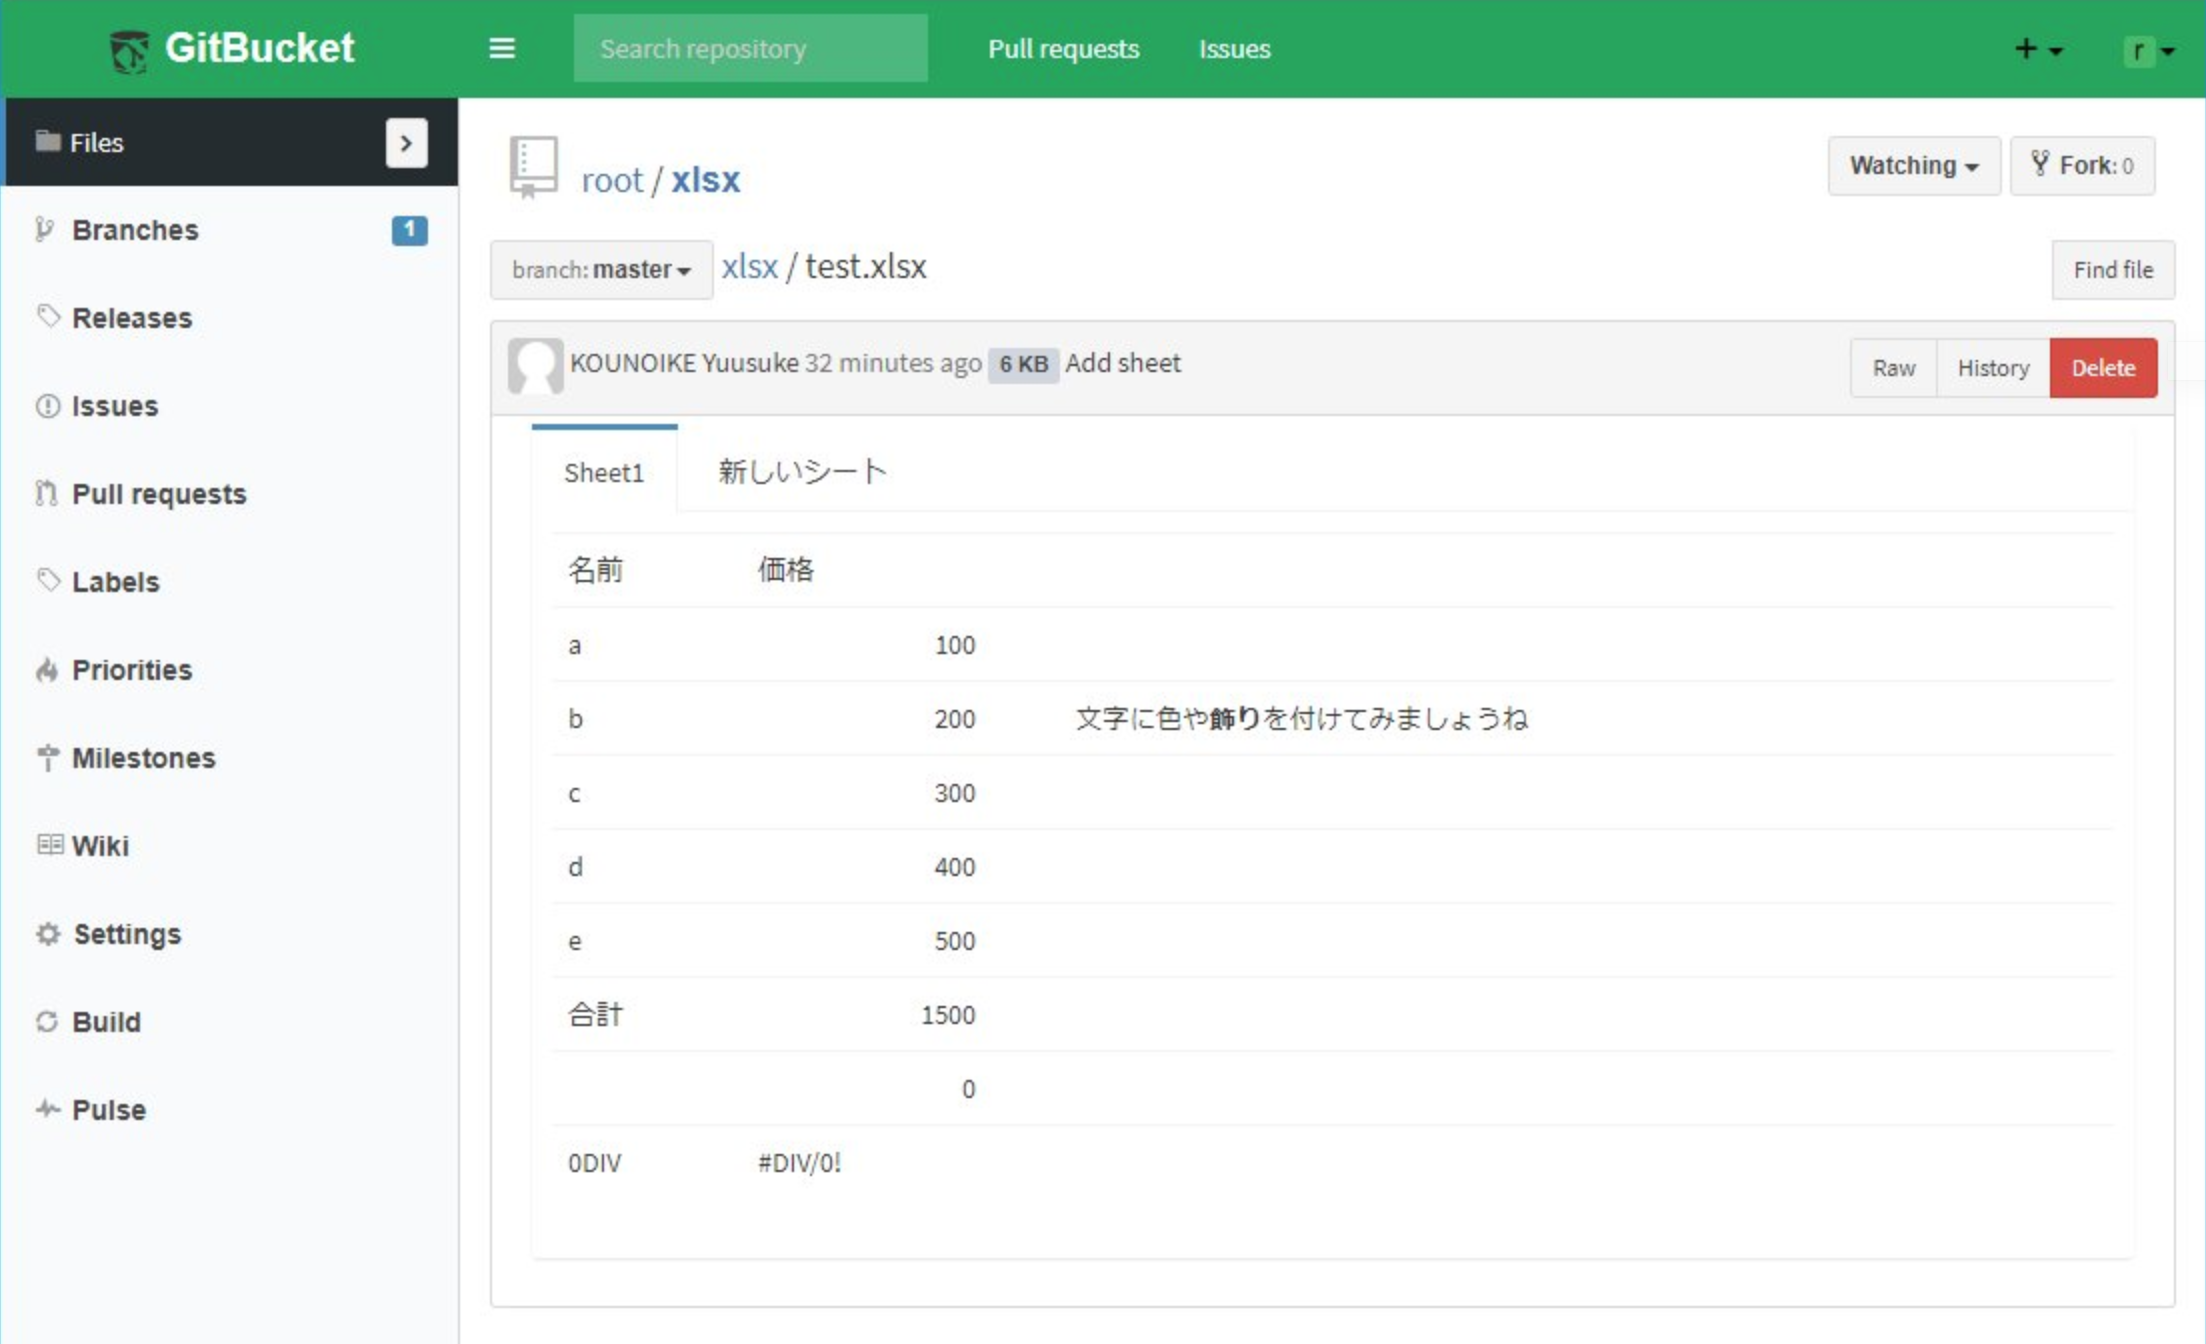 GitBucket
Search repository
Pull requests
Issues
r
Files
Branches 1
Releases
Issues
Pull requests
Labels
Priorities
Milestones
Wiki
Settings
Build
Pulse
root / xlsx
Watching
Fork: 0
branch: master
xlsx / test.xlsx
Find file
KOUNOIKE Yuusuke 32 minutes ago 6 KB Add sheet
Raw
History
Delete
Sheet1
新しいシート
名前 価格
a 100
b 200 文字に色や飾りを付けてみましょうね
c 300
d 400
e 500
合計 1500
0
0DIV #DIV/0!